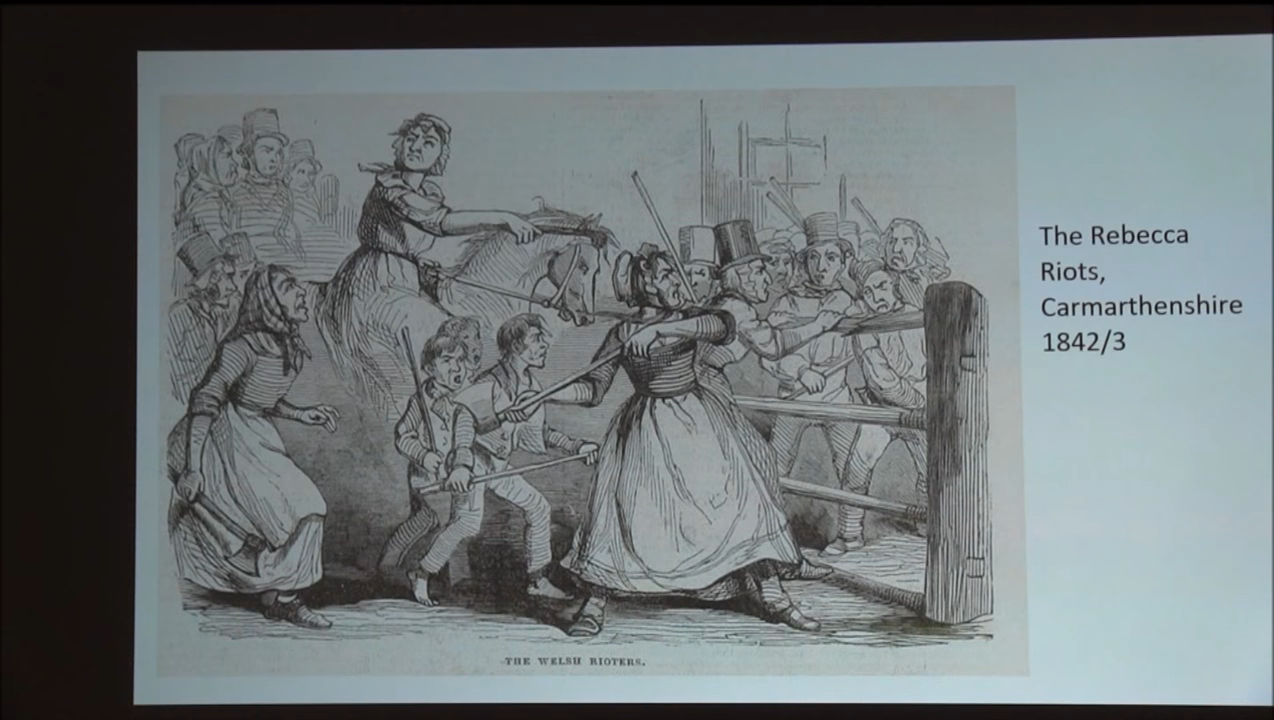 The Rebecca
Riots,
Carmarthenshire
1842/3
THE WELSH RIOTERS.